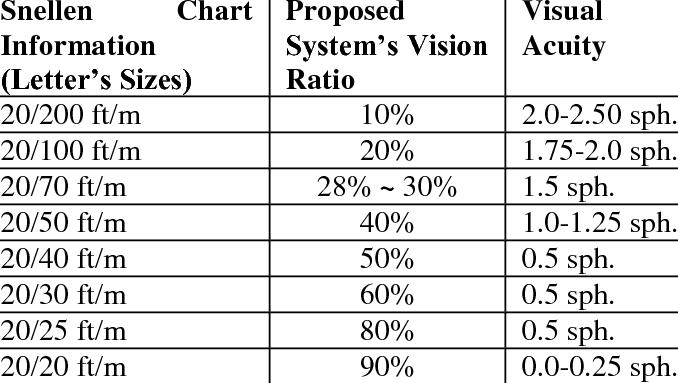 Snellen Chart Proposed Visual
Information System's Vision Acuity
(Letter's Sizes) Ratio
20/200 ft/m 10% 2.0-2.50 sph.
20/100 ft/m 20% 1.75-2.0 sph.
20/70 ft/m 28% ~ 30% 1.5 sph.
20/50 ft/m 40% 1.0-1.25 sph.
20/40 ft/m 50% 0.5 sph.
20/30 ft/m 60% 0.5 sph.
20/25 ft/m 80% 0.5 sph.
20/20 ft/m 90% 0.0-0.25 sph.